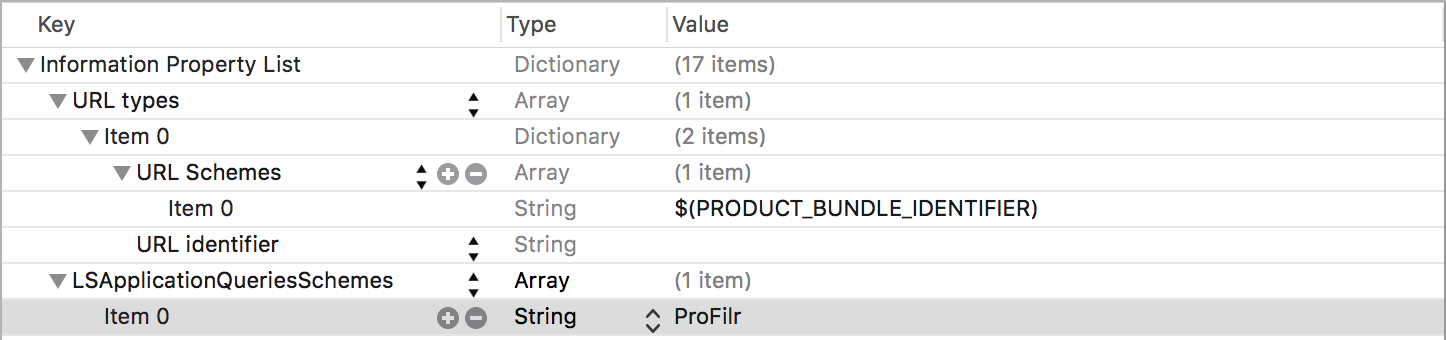 Key Type Value
Information Property List Dictionary (17 items)
URL types Array (1 item)
Item 0 Dictionary (2 items)
URL Schemes Array (1 item)
Item 0 String $(PRODUCT_BUNDLE_IDENTIFIER)
URL identifier String
LSApplicationQueriesSchemes Array (1 item)
Item 0 String ProFilr